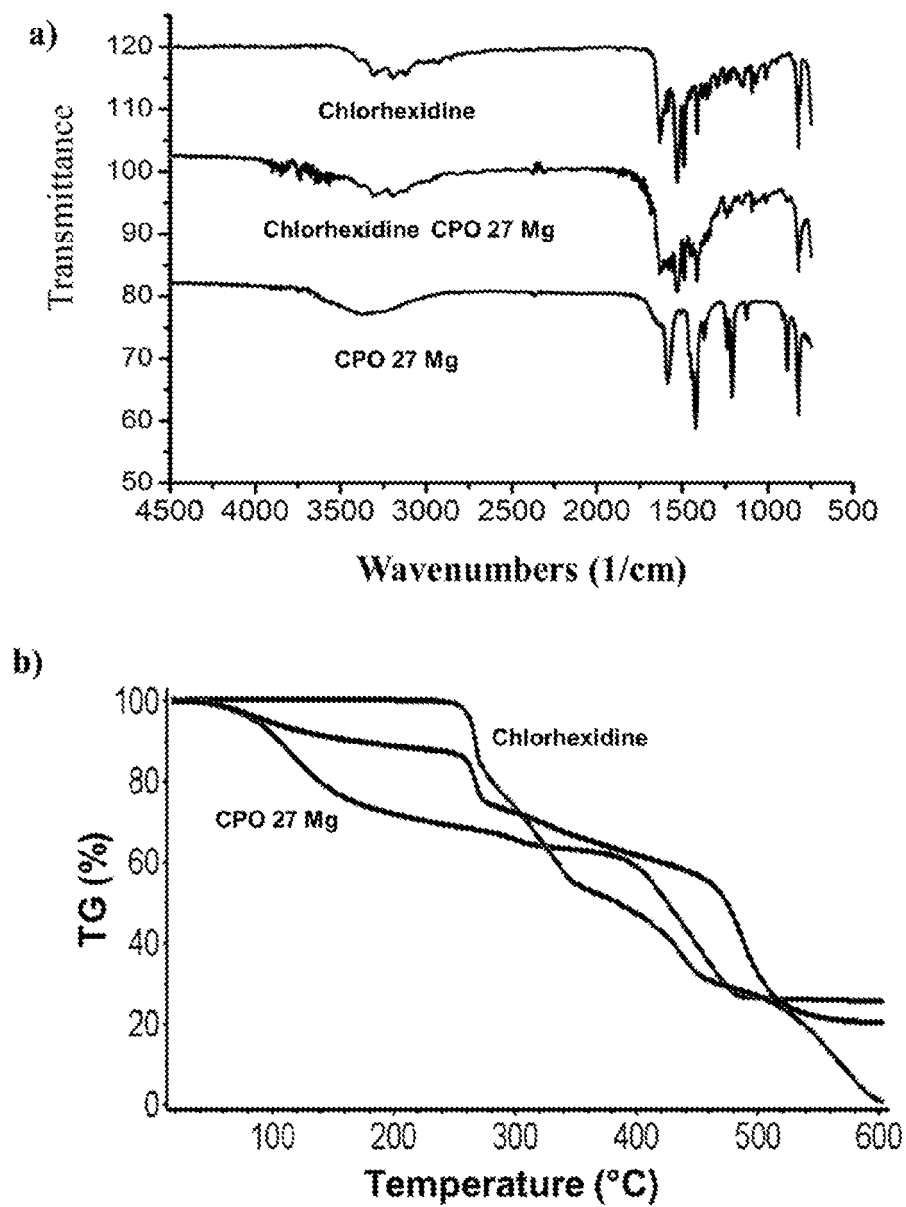 a)
120
110
100
90
80
70
60
50
Transmittance
Chlorhexidine
Chlorhexidine CPO 27 Mg
CPO 27 Mg
4500 4000 3500 3000 2500 2000 1500 1000 500
Wavenumbers (1/cm)
b)
100
80
60
40
20
0
TG (%)
Chlorhexidine
CPO 27 Mg
100 200 300 400 500 600
Temperature (°C)